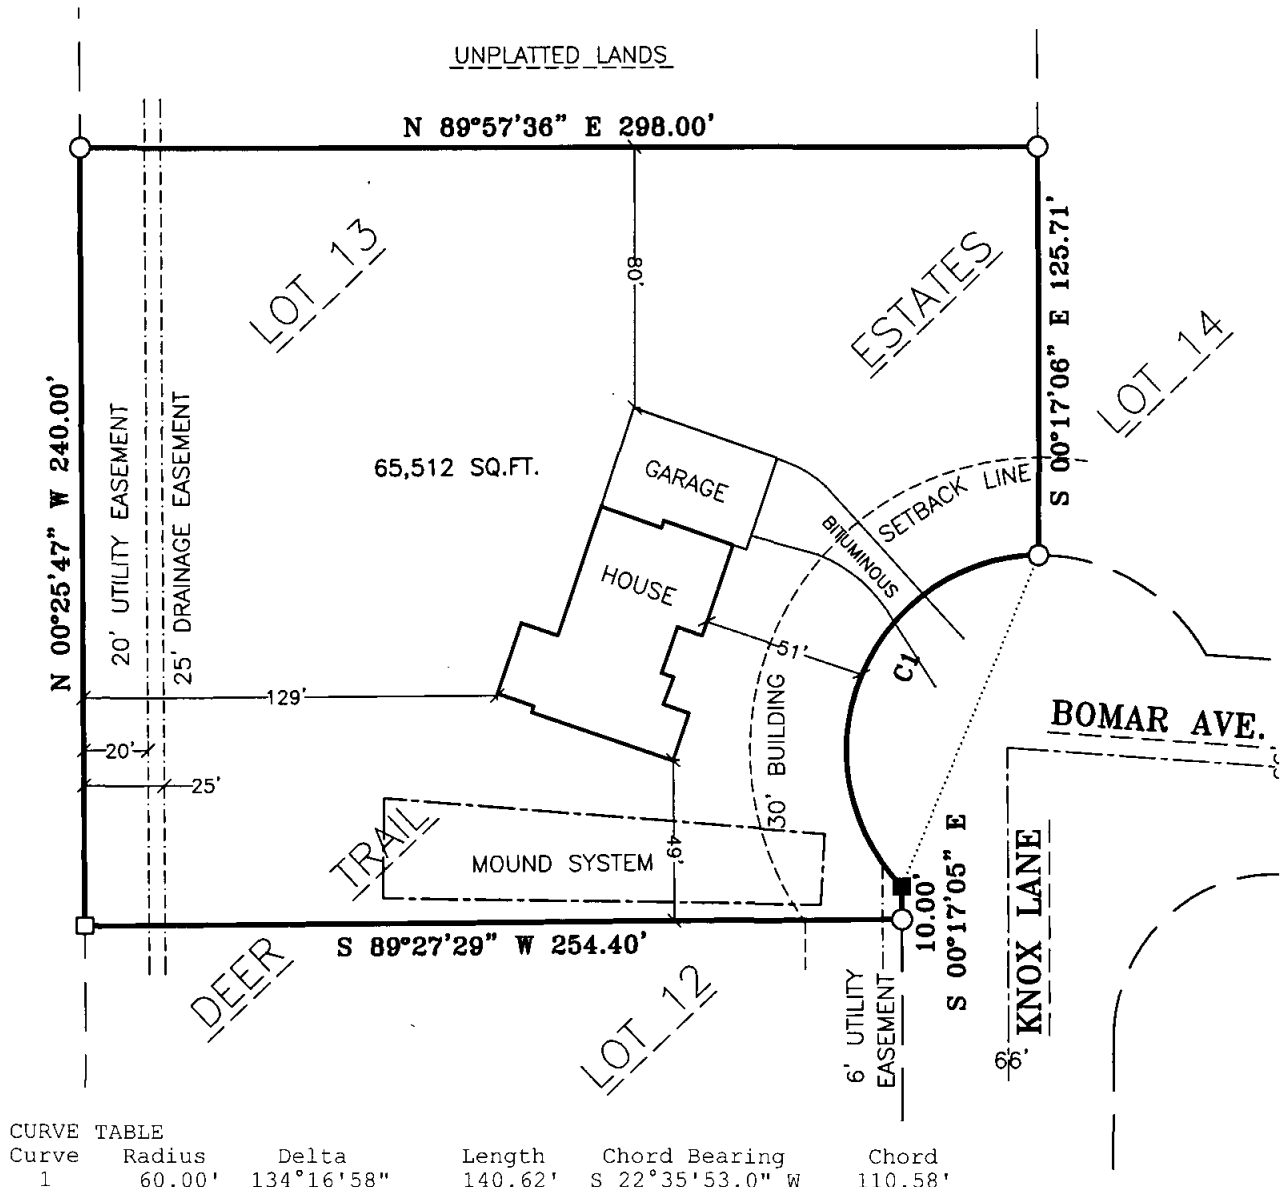 UNPLATTED LANDS
N 89°57'36" E 298.00'
LOT 13
80'
ESTATES
S 00°17'06" E 125.71'
LOT 14
N 00°25'47" W 240.00'
20' UTILITY EASEMENT
25' DRAINAGE EASEMENT
65,512 SQ.FT.
GARAGE
HOUSE
BITUMINOUS
SETBACK LINE
30' BUILDING
51'
C1
129'
20'
25'
BOMAR AVE.
TRAIL
MOUND SYSTEM
49'
10.00'
S 00°17'05" E
KNOX LANE
S 89°27'29" W 254.40'
DEER
LOT 12
6' UTILITY
EASEMENT
66'
CURVE TABLE
Curve Radius Delta Length Chord Bearing Chord
1 60.00' 134°16'58" 140.62' S 22°35'53.0" W 110.58'